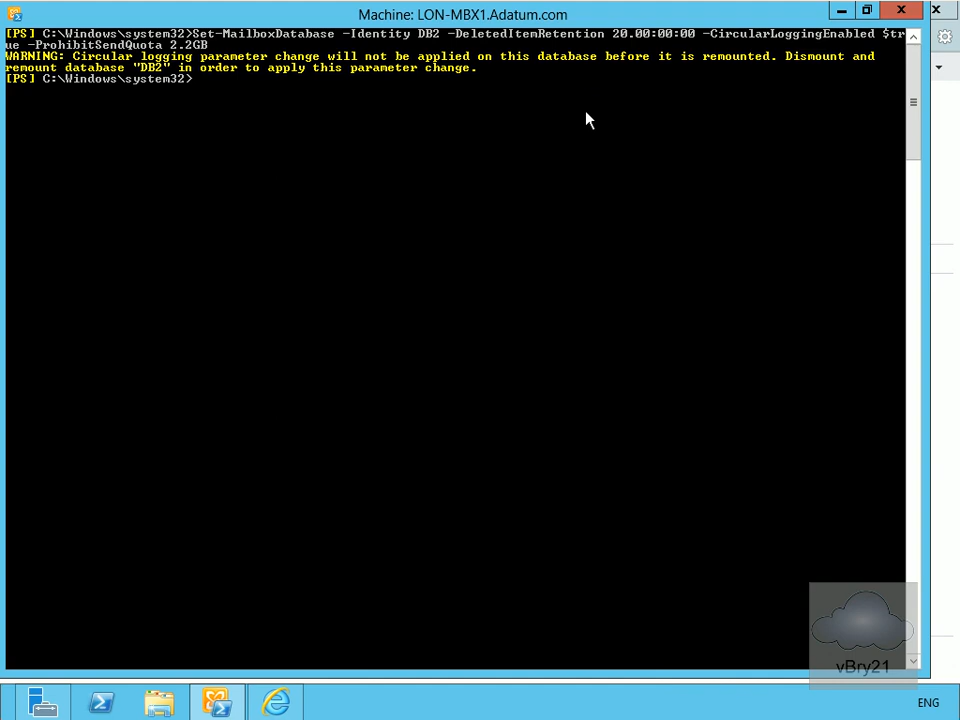 Machine: LON-MBX1.Adatum.com
[PS] C:\Windows\system32>Set-MailboxDatabase -Identity DB2 -DeletedItemRetention 20.00:00:00 -CircularLoggingEnabled $tr
ue -ProhibitSendQuota 2.2GB
WARNING: Circular logging parameter change will not be applied on this database before it is remounted. Dismount and
remount database "DB2" in order to apply this parameter change.
[PS] C:\Windows\system32>
vBry21
ENG